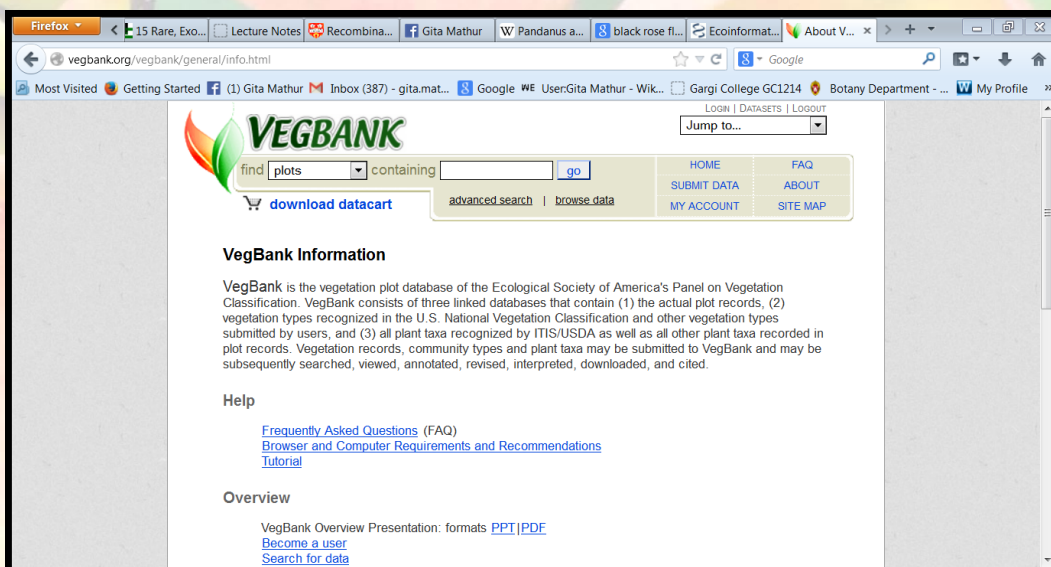 Firefox
15 Rare, Exo...
Lecture Notes
Recombina...
Gita Mathur
Pandanus a...
black rose fl...
Ecoinformat...
About V...
vegbank.org/vegbank/general/info.html
Google
Most Visited Getting Started (1) Gita Mathur Inbox (387) - gita.mat... Google User:Gita Mathur - Wik... Gargi College GC1214 Botany Department - ... My Profile
LOGIN | DATASETS | LOGOUT
VEGBANK
Jump to...
find plots containing go
HOME FAQ
SUBMIT DATA ABOUT
MY ACCOUNT SITE MAP
download datacart
advanced search | browse data
VegBank Information
VegBank is the vegetation plot database of the Ecological Society of America's Panel on Vegetation
Classification. VegBank consists of three linked databases that contain (1) the actual plot records, (2)
vegetation types recognized in the U.S. National Vegetation Classification and other vegetation types
submitted by users, and (3) all plant taxa recognized by ITIS/USDA as well as all other plant taxa recorded in
plot records. Vegetation records, community types and plant taxa may be submitted to VegBank and may be
subsequently searched, viewed, annotated, revised, interpreted, downloaded, and cited.
Help
Frequently Asked Questions (FAQ)
Browser and Computer Requirements and Recommendations
Tutorial
Overview
VegBank Overview Presentation: formats PPT|PDF
Become a user
Search for data